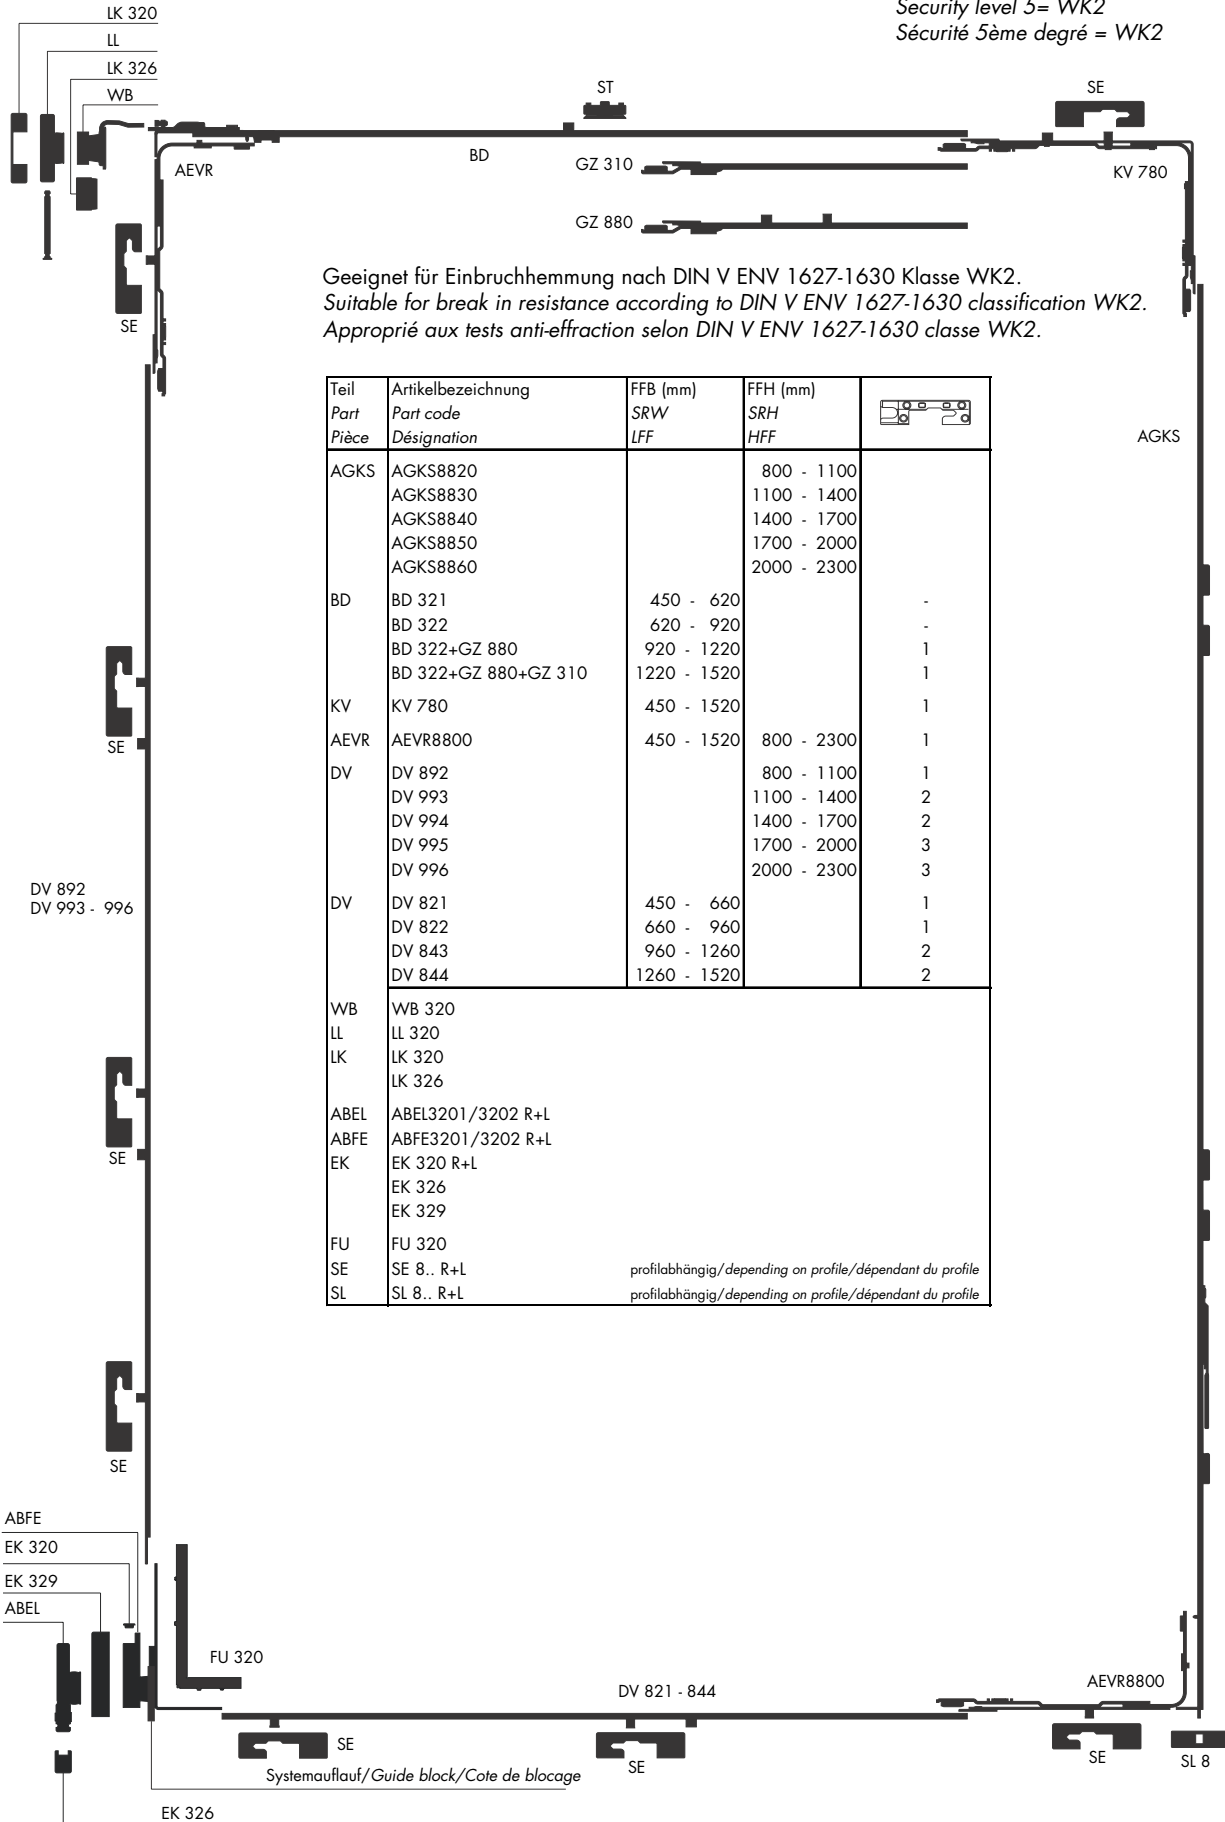 Security level 5= WK2
Sécurité 5ème degré = WK2
LK 320
LL
LK 326
WB
ST
SE
AEVR
BD
GZ 310
KV 780
GZ 880
SE
Geeignet für Einbruchhemmung nach DIN V ENV 1627-1630 Klasse WK2.
Suitable for break in resistance according to DIN V ENV 1627-1630 classification WK2.
Approprié aux tests anti-effraction selon DIN V ENV 1627-1630 classe WK2.
Teil Artikelbezeichnung FFB (mm) FFH (mm)
Part Part code SRW SRH
Pièce Désignation LFF HFF
AGKS
AGKS AGKS8820 800 - 1100
AGKS8830 1100 - 1400
AGKS8840 1400 - 1700
AGKS8850 1700 - 2000
AGKS8860 2000 - 2300
BD BD 321 450 - 620 -
BD 322 620 - 920 -
BD 322+GZ 880 920 - 1220 1
BD 322+GZ 880+GZ 310 1220 - 1520 1
KV KV 780 450 - 1520 1
AEVR AEVR8800 450 - 1520 800 - 2300 1
DV DV 892 800 - 1100 1
DV 993 1100 - 1400 2
DV 994 1400 - 1700 2
DV 995 1700 - 2000 3
DV 996 2000 - 2300 3
DV DV 821 450 - 660 1
DV 822 660 - 960 1
DV 843 960 - 1260 2
DV 844 1260 - 1520 2
WB WB 320
LL LL 320
LK LK 320
LK 326
ABEL ABEL3201/3202 R+L
ABFE ABFE3201/3202 R+L
EK EK 320 R+L
EK 326
EK 329
FU FU 320
SE SE 8.. R+L profilabhängig/depending on profile/dépendant du profile
SL SL 8.. R+L profilabhängig/depending on profile/dépendant du profile
SE
DV 892
DV 993 - 996
SE
SE
ABFE
EK 320
EK 329
ABEL
FU 320
DV 821 - 844
AEVR8800
SE
SE
SE
SL 8
Systemauflauf/Guide block/Cote de blocage
EK 326